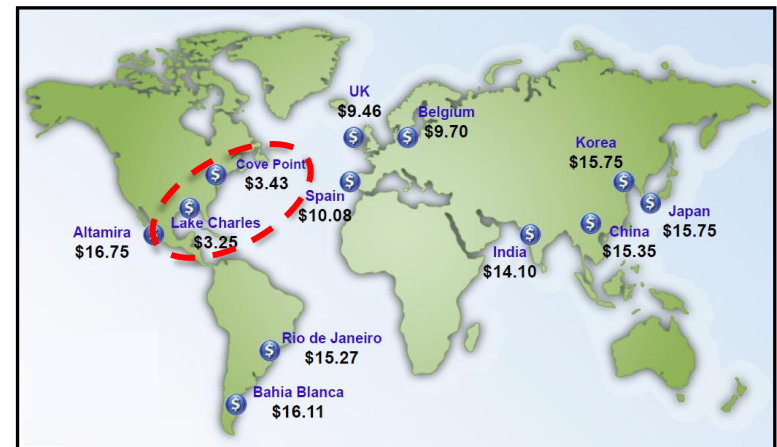 UK
$9.46
Belgium
$9.70
Korea
$15.75
Cove Point
$3.43
Spain
$10.08
Lake Charles
$3.25
Altamira
$16.75
Japan
$15.75
China
$15.35
India
$14.10
Rio de Janeiro
$15.27
Bahia Blanca
$16.11